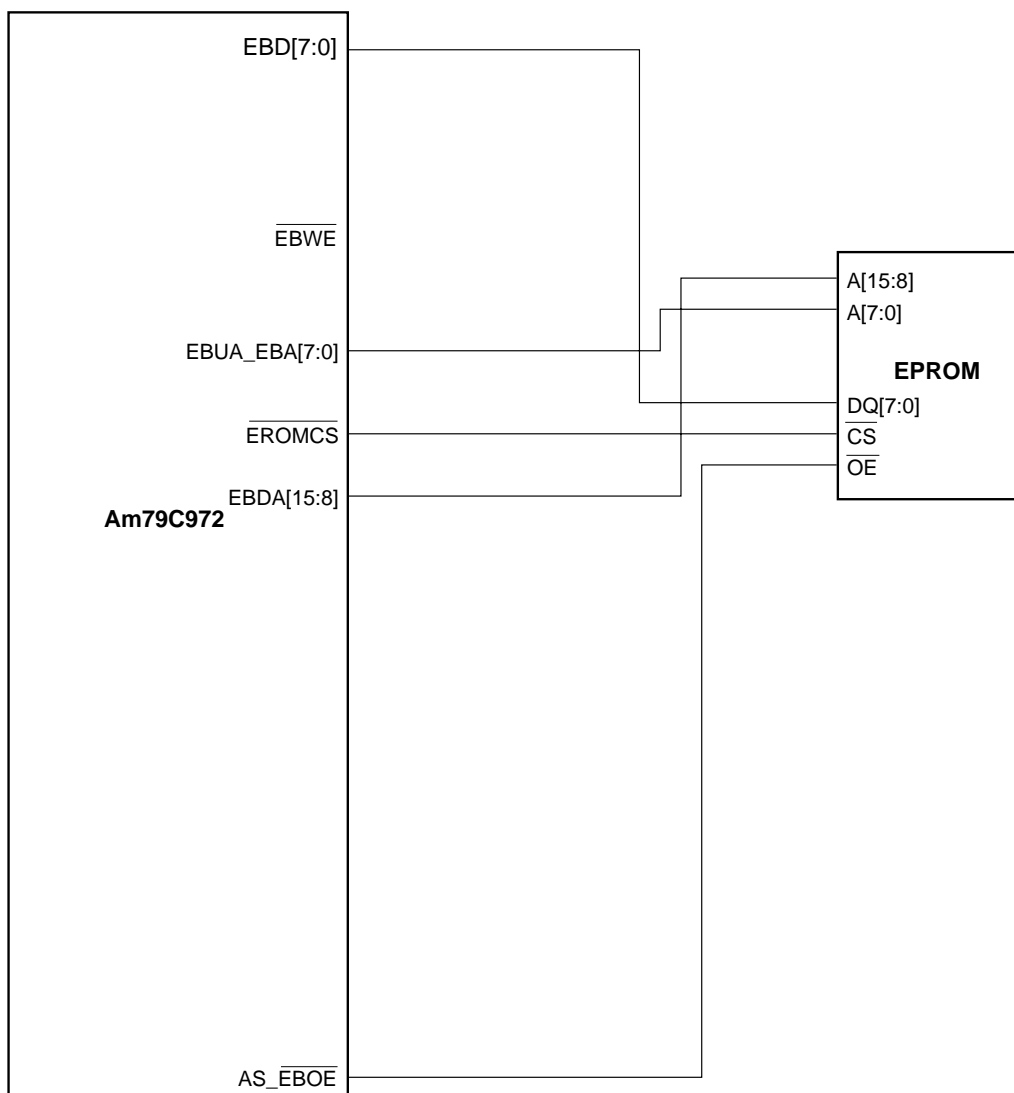 EBD[7:0]
EBWE
A[15:8]
A[7:0]
EBUA_EBA[7:0]
EPROM
DQ[7:0]
EROMCS
CS
OE
EBDA[15:8]
Am79C972
AS_EBOE